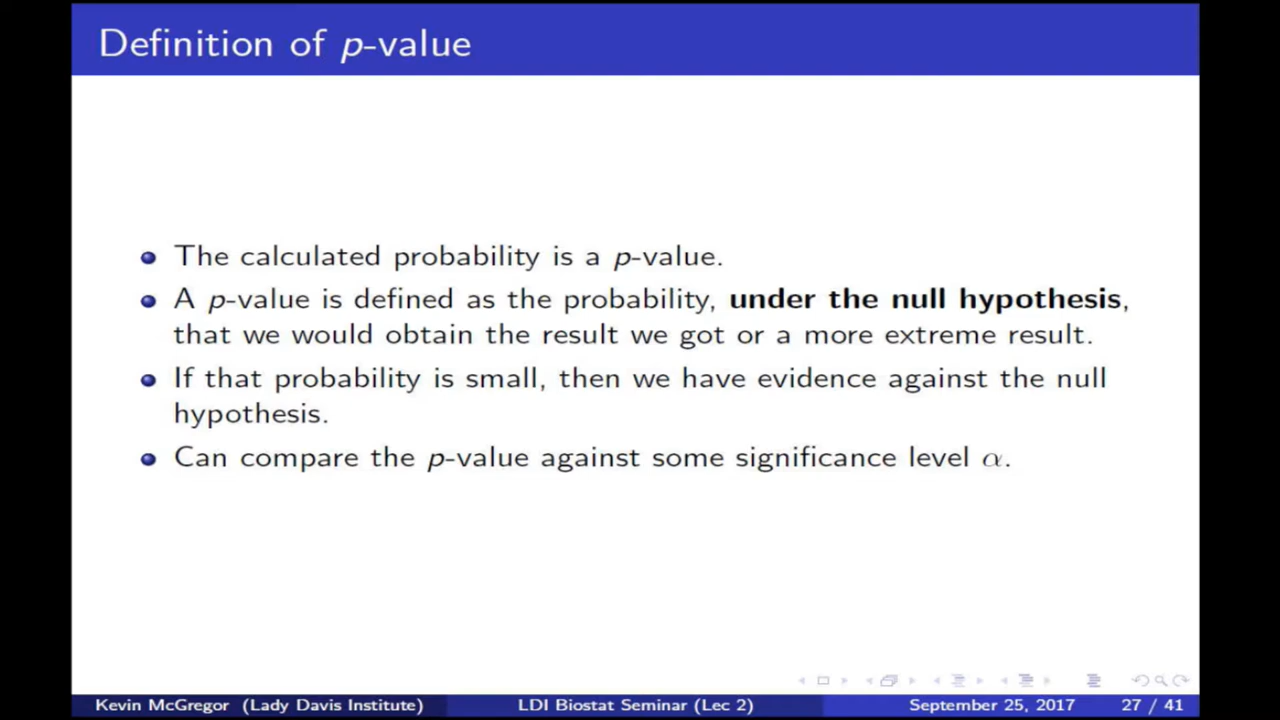 Definition of p-value
The calculated probability is a p-value.
A p-value is defined as the probability, under the null hypothesis,
that we would obtain the result we got or a more extreme result.
If that probability is small, then we have evidence against the null
hypothesis.
Can compare the p-value against some significance level α.
Kevin McGregor (Lady Davis Institute) LDI Biostat Seminar (Lec 2) September 25, 2017 27 / 41